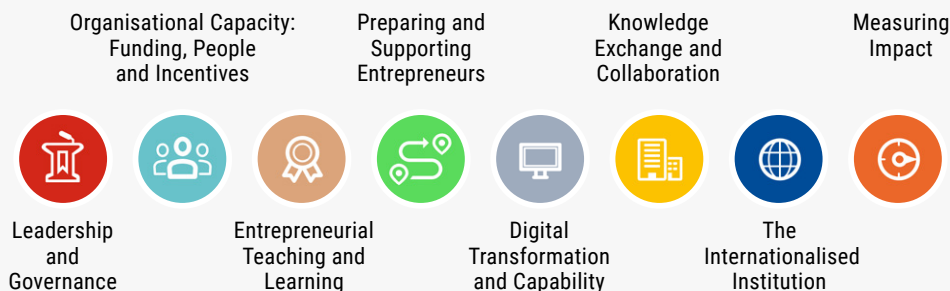 Organisational Capacity:
Funding, People
and Incentives
Preparing and
Supporting
Entrepreneurs
Knowledge
Exchange and
Collaboration
Measuring
Impact
Leadership
and
Governance
Entrepreneurial
Teaching and
Learning
Digital
Transformation
and Capability
The
Internationalised
Institution